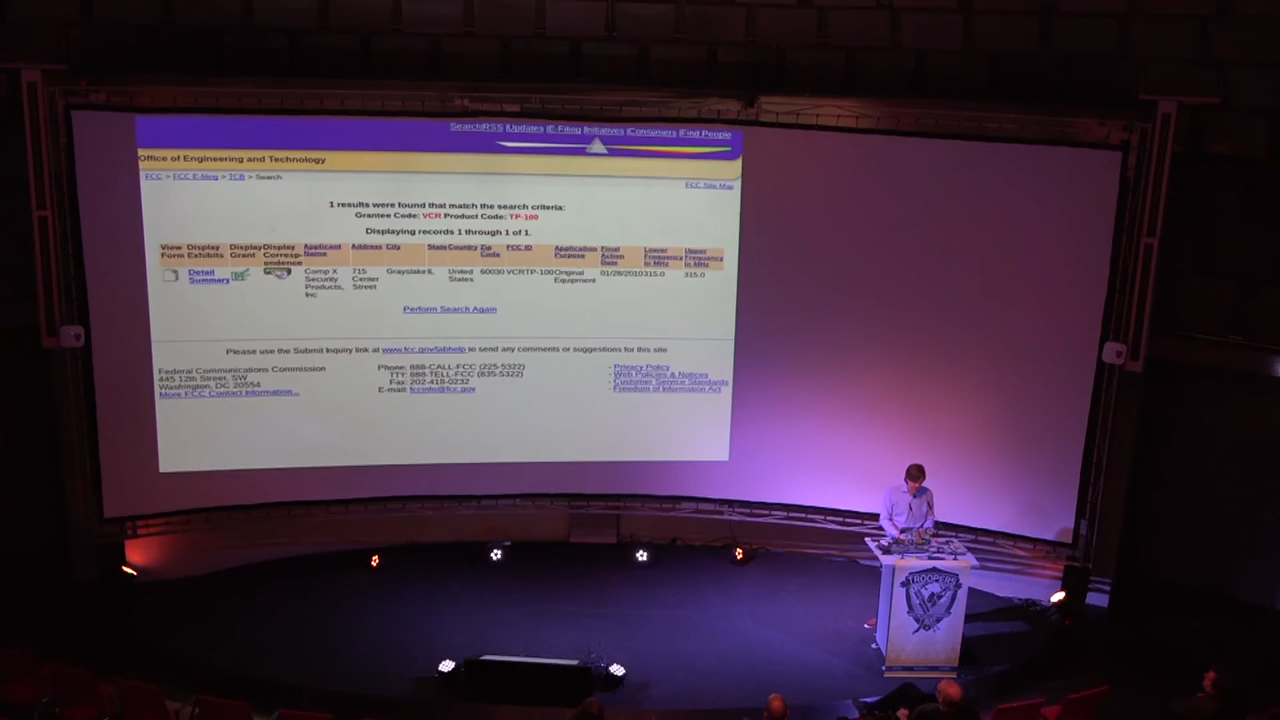 Search|RSS |Updates |E-Filing |Initiatives |Consumers |Find People
Office of Engineering and Technology
FCC > FCC E-filing > TCB > Search
FCC Site Map
1 results were found that match the search criteria:
Grantee Code: VCR Product Code: TP-100
Displaying records 1 through 1 of 1.
View Form Display Exhibits Display Grant Display Correspondence Applicant Name Address City State Country Zip Code FCC ID Application Purpose Final Action Date Lower Frequency In MHz Upper Frequency In MHz
Detail Summary Comp X Security Products, Inc 715 Center Street Grayslake IL United States 60030 VCRTP-100 Original Equipment 01/28/2010 315.0 315.0
Perform Search Again
Please use the Submit Inquiry link at www.fcc.gov/labhelp to send any comments or suggestions for this site
Federal Communications Commission
445 12th Street, SW
Washington, DC 20554
More FCC Contact Information...
Phone: 888-CALL-FCC (225-5322)
TTY: 888-TELL-FCC (835-5322)
Fax: 202-418-0232
E-mail: fccinfo@fcc.gov
- Privacy Policy
- Web Policies & Notices
- Customer Service Standards
- Freedom of Information Act
TROOPERS